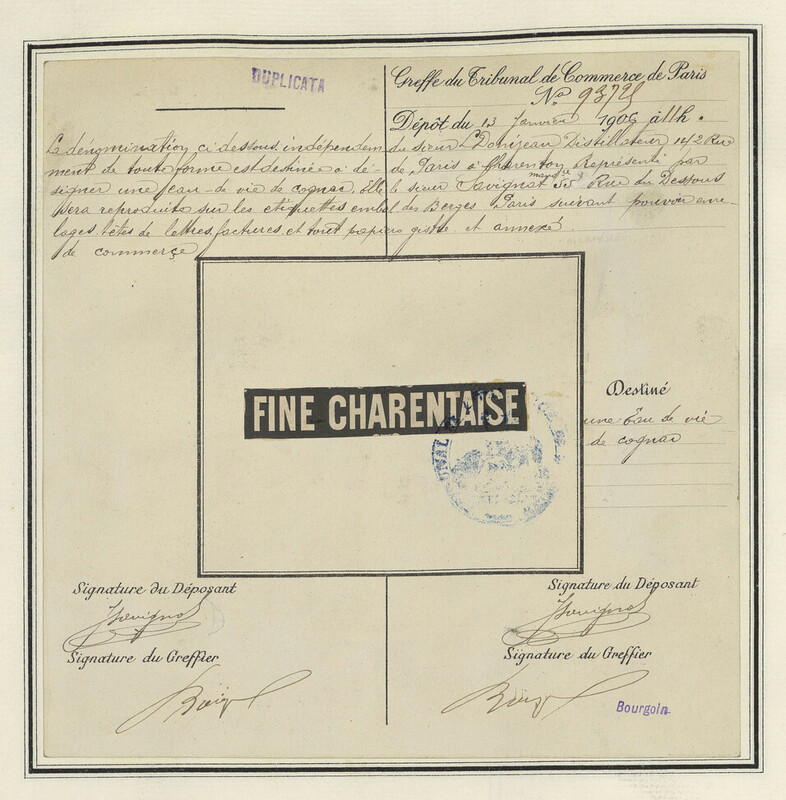 DUPLICATA
La dénomination ci dessous indépendam
ment de toute forme est destinée à dé-
signer une eau-de vie de cognac. Elle
sera reproduite sur les étiquettes embal
lages, têtes de lettres, factures, et tout papiers
de commerce
Greffe du Tribunal de Commerce de Paris
No 9372
Dépôt du 13 Janvier 190 à 11h.
du sieur Donizeau Distillateur 142 Rue
de Paris à Charenton Représenté par
le sieur Savignat 55 Rue du Dessous
des Berges Paris suivant pouvoir enre-
gistré et annexé
FINE CHARENTAISE
Destiné
une Eau de vie
de cognac
Signature du Déposant
Signature du Greffier
Signature du Déposant
Signature du Greffier
Bourgoin